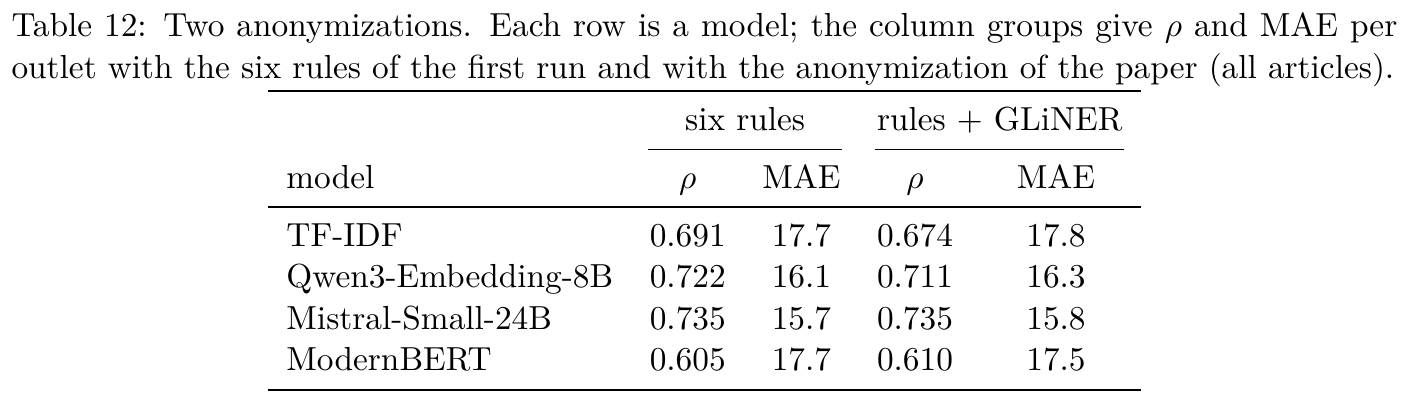 Table 12: Two anonymizations. Each row is a model; the column groups give ρ and MAE per
outlet with the six rules of the first run and with the anonymization of the paper (all articles).
six rules rules + GLiNER
model ρ MAE ρ MAE
TF-IDF 0.691 17.7 0.674 17.8
Qwen3-Embedding-8B 0.722 16.1 0.711 16.3
Mistral-Small-24B 0.735 15.7 0.735 15.8
ModernBERT 0.605 17.7 0.610 17.5